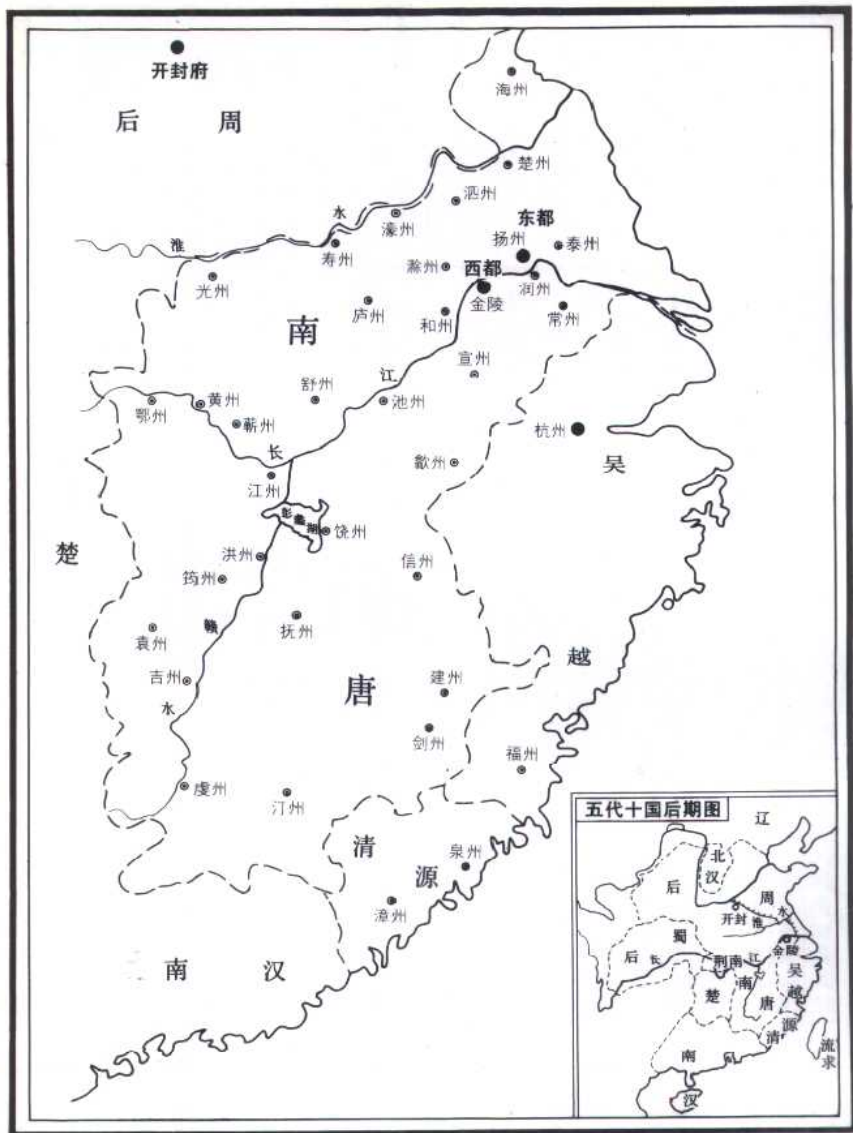 开封府
海州
后 周
楚州
泗州
水
濠州
东都
淮
扬州
泰州
寿州
滁州
西都
光州
润州
金陵
庐州
和州
常州
南
宣州
江
舒州
黄州
鄂州
池州
蕲州
杭州
长
歙州
吴
江州
彭蠡湖
饶州
楚
洪州
信州
筠州
赣
抚州
袁州
越
吉州
唐
建州
水
剑州
福州
虔州
汀州
清
泉州
源
漳州
南 汉
五代十国后期图
辽
北
汉
后
周
开封
淮
水
蜀
金陵
后
长
荆南
江
吴
南
楚
唐
越
源
清
流求
南
汉